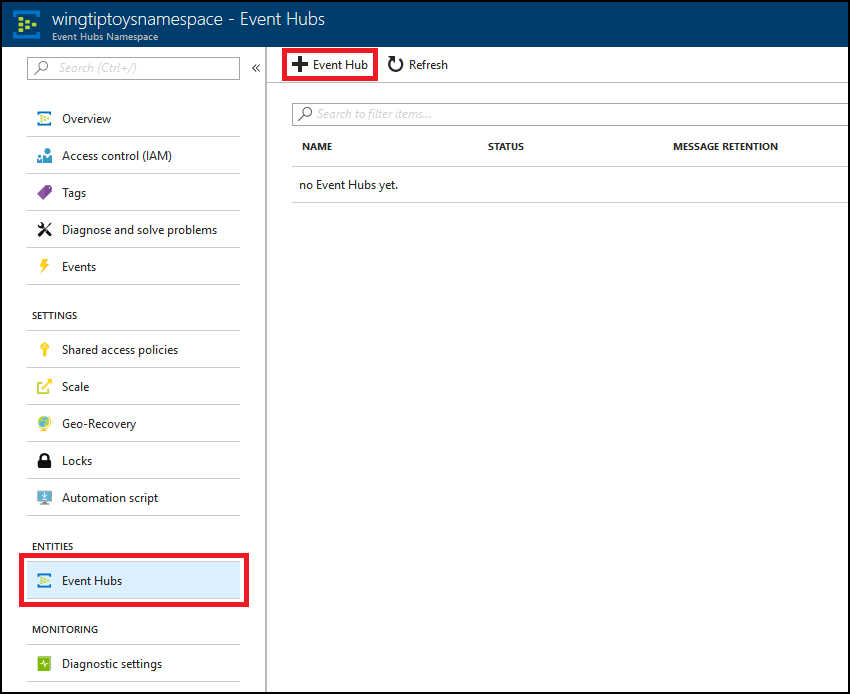 wingtiptoysnamespace - Event Hubs
Event Hubs Namespace
Search (Ctrl+/)
«
Overview
Access control (IAM)
Tags
Diagnose and solve problems
Events
SETTINGS
Shared access policies
Scale
Geo-Recovery
Locks
Automation script
ENTITIES
Event Hubs
MONITORING
Diagnostic settings
Event Hub Refresh
Search to filter items...
NAME STATUS MESSAGE RETENTION
no Event Hubs yet.